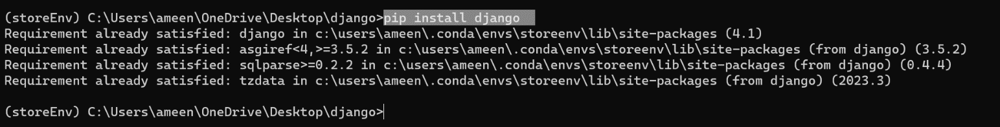 (storeEnv) C:\Users\ameen\OneDrive\Desktop\django>pip install django
Requirement already satisfied: django in c:\users\ameen\.conda\envs\storeenv\lib\site-packages (4.1)
Requirement already satisfied: asgiref<4,>=3.5.2 in c:\users\ameen\.conda\envs\storeenv\lib\site-packages (from django) (3.5.2)
Requirement already satisfied: sqlparse>=0.2.2 in c:\users\ameen\.conda\envs\storeenv\lib\site-packages (from django) (0.4.4)
Requirement already satisfied: tzdata in c:\users\ameen\.conda\envs\storeenv\lib\site-packages (from django) (2023.3)
(storeEnv) C:\Users\ameen\OneDrive\Desktop\django>